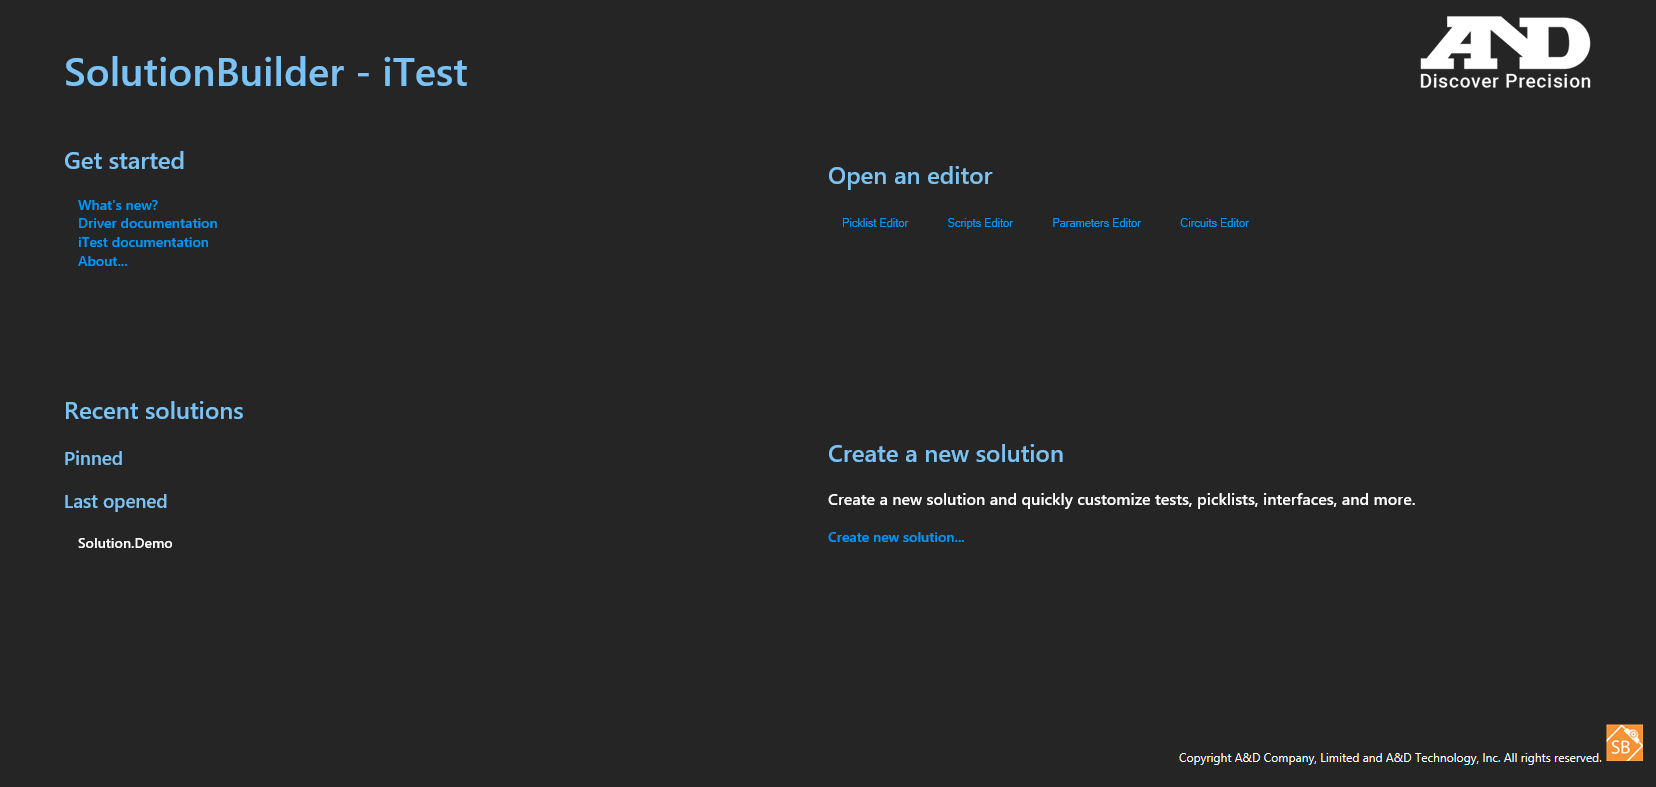 SolutionBuilder - iTest
AND
Discover Precision
Get started
What's new?
Driver documentation
iTest documentation
About...
Open an editor
Picklist Editor
Scripts Editor
Parameters Editor
Circuits Editor
Recent solutions
Pinned
Last opened
Solution.Demo
Create a new solution
Create a new solution and quickly customize tests, picklists, interfaces, and more.
Create new solution...
Copyright A&D Company, Limited and A&D Technology, Inc. All rights reserved.
SB